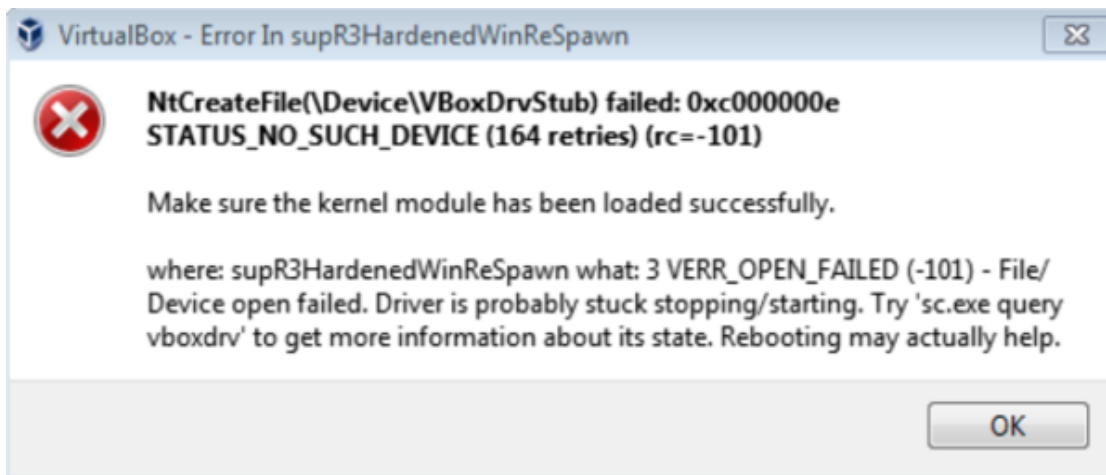 VirtualBox - Error In supR3HardenedWinReSpawn
NtCreateFile(\Device\VBoxDrvStub) failed: 0xc000000e
STATUS_NO_SUCH_DEVICE (164 retries) (rc=-101)
Make sure the kernel module has been loaded successfully.
where: supR3HardenedWinReSpawn what: 3 VERR_OPEN_FAILED (-101) - File/
Device open failed. Driver is probably stuck stopping/starting. Try 'sc.exe query
vboxdrv' to get more information about its state. Rebooting may actually help.
OK